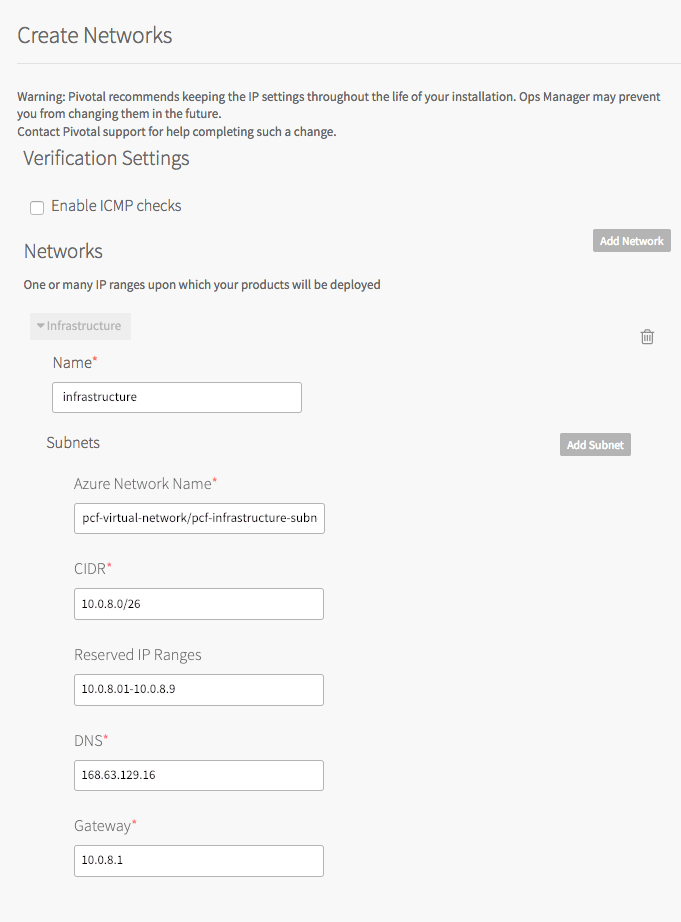 Create Networks
Warning: Pivotal recommends keeping the IP settings throughout the life of your installation. Ops Manager may prevent
you from changing them in the future.
Contact Pivotal support for help completing such a change.
Verification Settings
Enable ICMP checks
Add Network
Networks
One or many IP ranges upon which your products will be deployed
Infrastructure
Name*
infrastructure
Subnets
Add Subnet
Azure Network Name*
pcf-virtual-network/pcf-infrastructure-subn
CIDR*
10.0.8.0/26
Reserved IP Ranges
10.0.8.01-10.0.8.9
DNS*
168.63.129.16
Gateway*
10.0.8.1